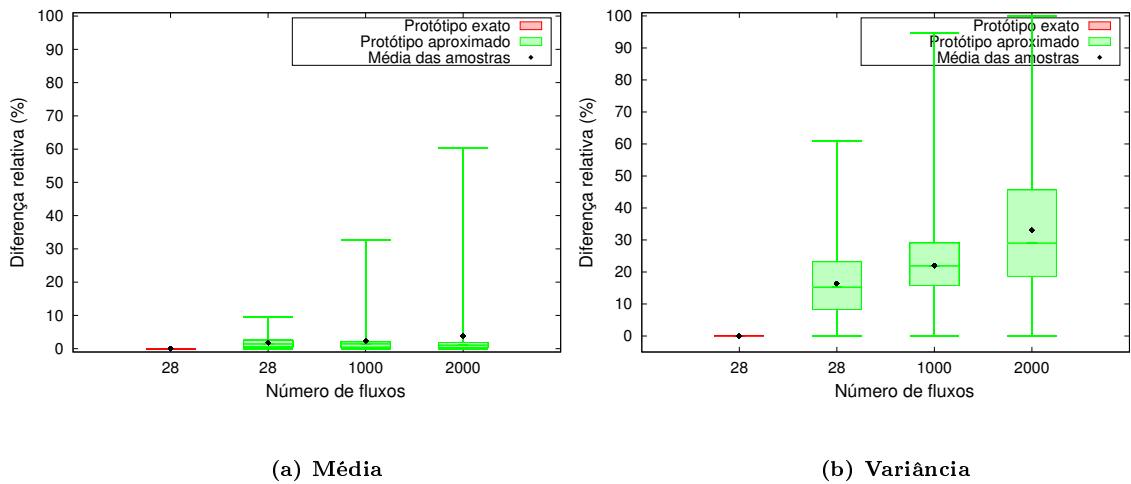 100
90
80
70
60
50
40
30
20
10
0
Diferença relativa (%)
Protótipo exato
Protótipo aproximado
Média das amostras
28 28 1000 2000
Número de fluxos
(a) Média
100
90
80
70
60
50
40
30
20
10
0
Diferença relativa (%)
Protótipo exato
Protótipo aproximado
Média das amostras
28 28 1000 2000
Número de fluxos
(b) Variância